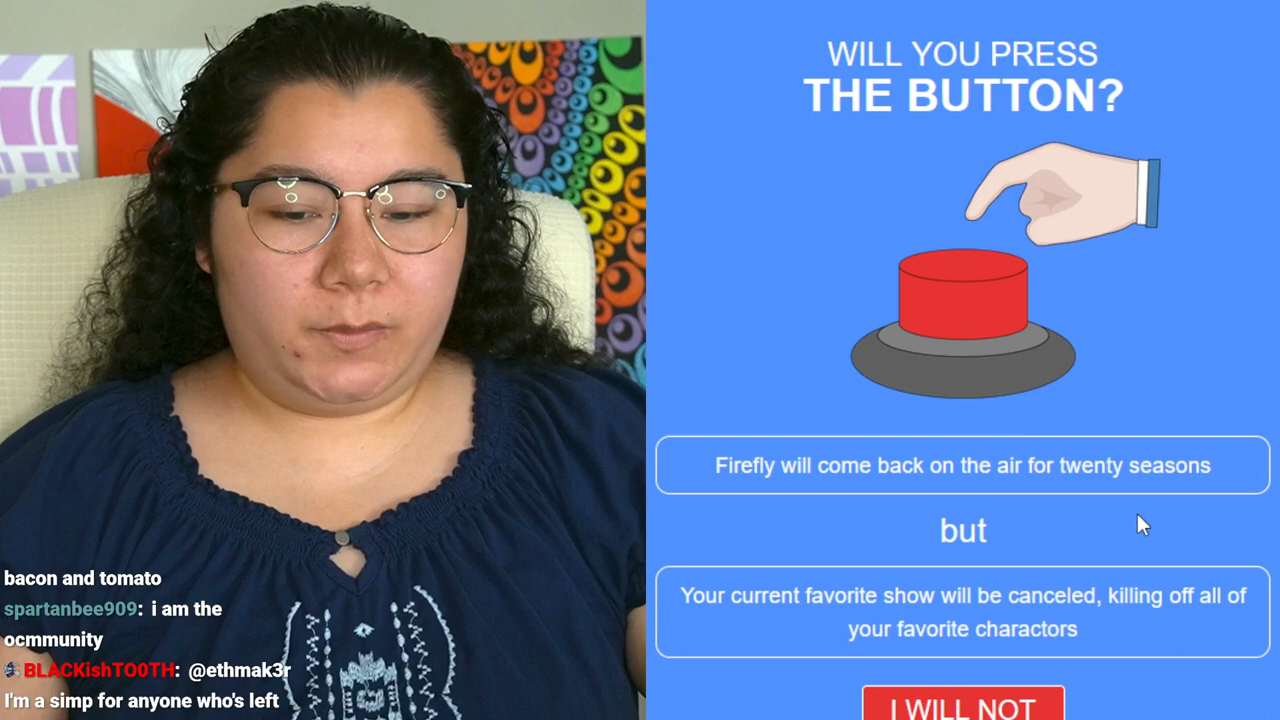 WILL YOU PRESS
THE BUTTON?
Firefly will come back on the air for twenty seasons
but
Your current favorite show will be canceled, killing off all of
your favorite charactors
I WILL NOT
bacon and tomato
spartanbee909: i am the
ocmmunity
BLACKishTO0TH: @ethmak3r
I'm a simp for anyone who's left